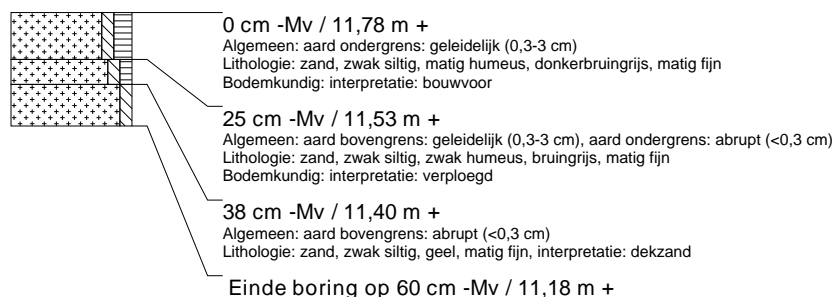 0 cm -Mv / 11,78 m +
Algemeen: aard ondergrens: geleidelijk (0,3-3 cm)
Lithologie: zand, zwak siltig, matig humeus, donkerbruingrijs, matig fijn
Bodemkundig: interpretatie: bouwvoor
25 cm -Mv / 11,53 m +
Algemeen: aard bovengrens: geleidelijk (0,3-3 cm), aard ondergrens: abrupt (<0,3 cm)
Lithologie: zand, zwak siltig, zwak humeus, bruingrijs, matig fijn
Bodemkundig: interpretatie: verploegd
38 cm -Mv / 11,40 m +
Algemeen: aard bovengrens: abrupt (<0,3 cm)
Lithologie: zand, zwak siltig, geel, matig fijn, interpretatie: dekzand
Einde boring op 60 cm -Mv / 11,18 m +